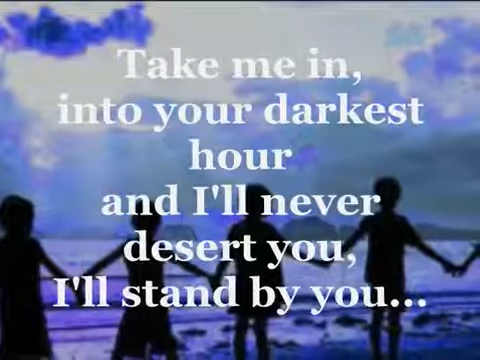 Take me in,
into your darkest
hour
and I'll never
desert you,
I'll stand by you...